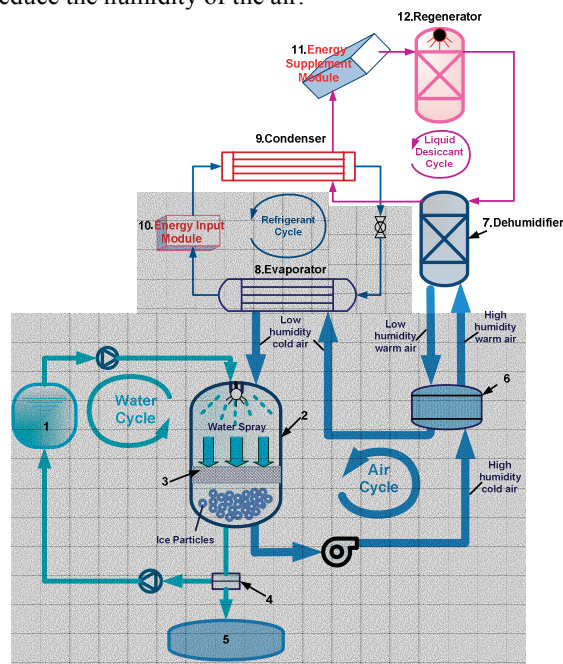 educe the humidity of the air.
12.Regenerator
11.Energy
Supplement
Module
Liquid
Desiccant
Cycle
9.Condenser
10.Energy Input
Module
Refrigerant
Cycle
7.Dehumidifier
8.Evaporator
Low
humidity
cold air
Low
humidity
warm air
High
humidity
warm air
6
Water
Cycle
1
2
Water Spray
3
Ice Particles
Air
Cycle
High
humidity
cold air
4
5